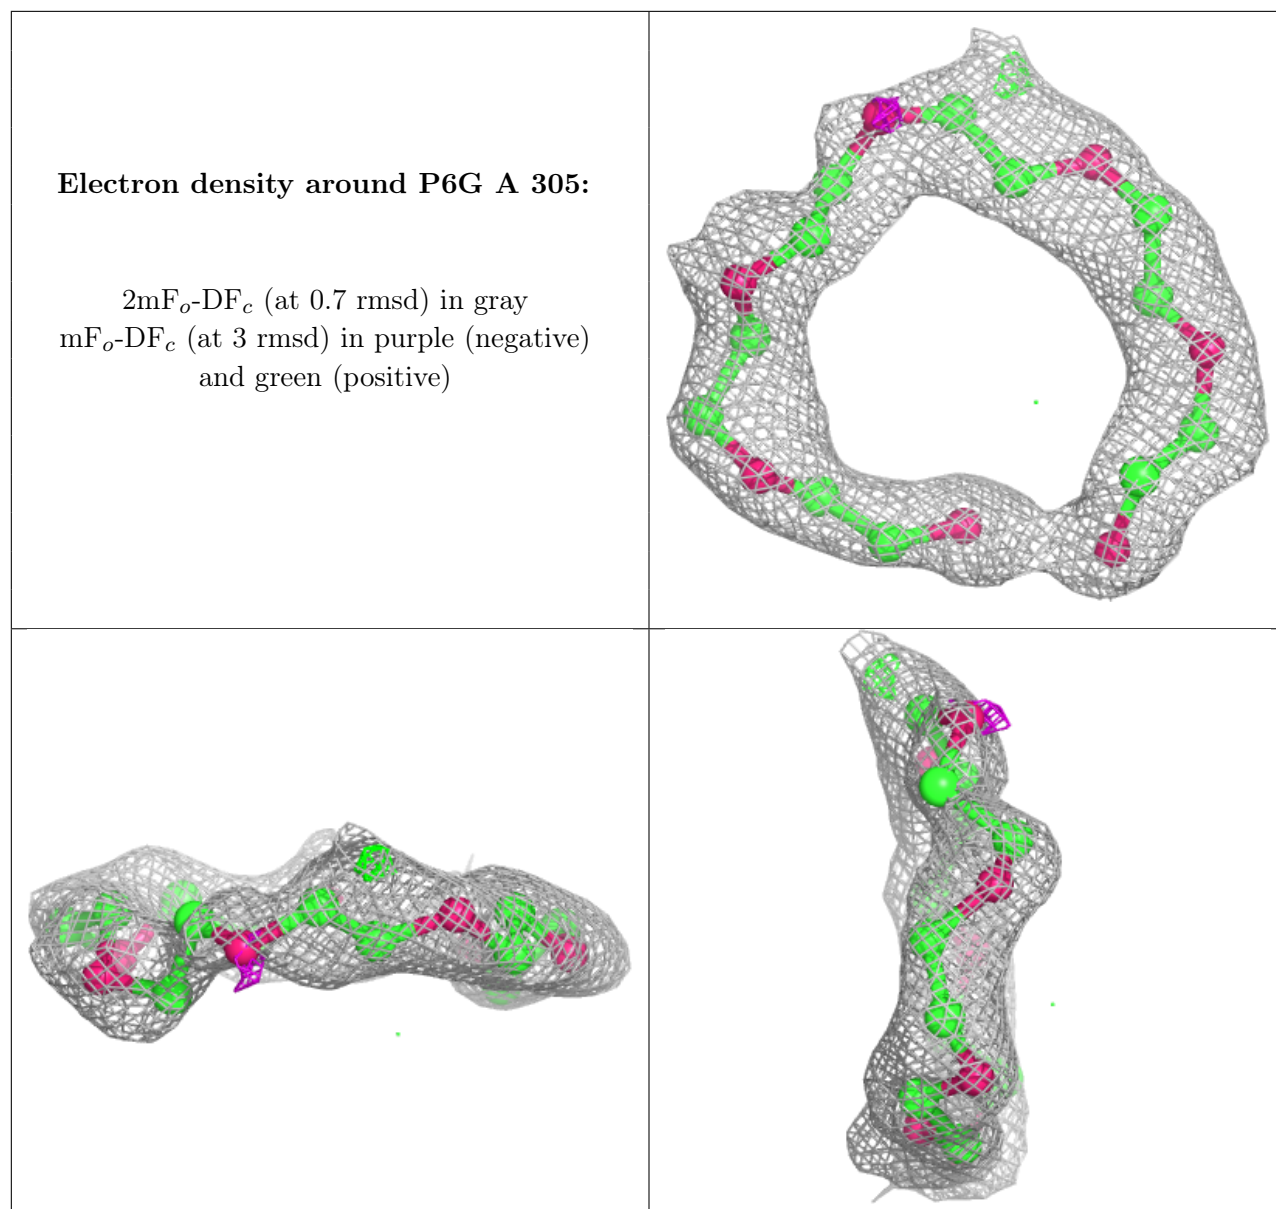 Electron density around P6G A 305:
2mFo-DFc (at 0.7 rmsd) in gray
mFo-DFc (at 3 rmsd) in purple (negative)
and green (positive)